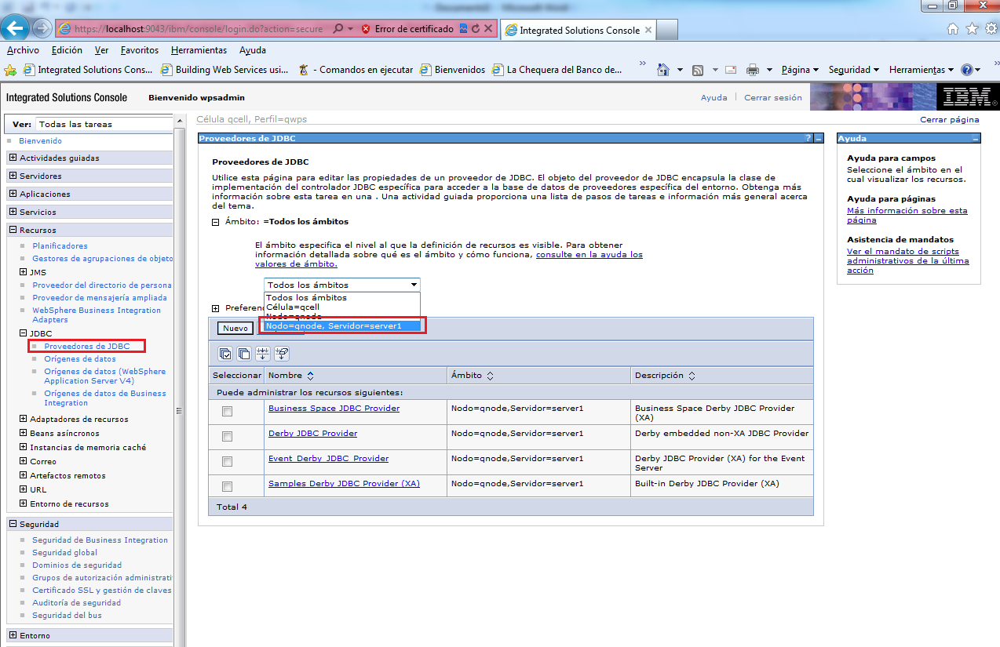 https://localhost:9043/ibm/console/login.do?action=secure
Error de certificado
Integrated Solutions Console
Archivo Edición Ver Favoritos Herramientas Ayuda
Integrated Solutions Cons...
Building Web Services usi...
- Comandos en ejecutar
Bienvenidos
La Chequera del Banco de...
Página
Seguridad
Herramientas
Integrated Solutions Console Bienvenido wpsadmin
Ayuda
Cerrar sesión
IBM
Ver: Todas las tareas
Bienvenido
Actividades guiadas
Servidores
Aplicaciones
Servicios
Recursos
Planificadores
Gestores de agrupaciones de objeto
JMS
Proveedor del directorio de persona
Proveedor de mensajería ampliada
WebSphere Business Integration
Adapters
JDBC
Proveedores de JDBC
Orígenes de datos
Orígenes de datos (WebSphere
Application Server V4)
Orígenes de datos de Business
Integration
Adaptadores de recursos
Beans asíncronos
Instancias de memoria caché
Correo
Artefactos remotos
URL
Entorno de recursos
Seguridad
Seguridad de Business Integration
Seguridad global
Dominios de seguridad
Grupos de autorización administrati
Certificado SSL y gestión de claves
Auditoría de seguridad
Seguridad del bus
Entorno
Célula qcell, Perfil=qwps
Cerrar página
Proveedores de JDBC
Proveedores de JDBC
Utilice esta página para editar las propiedades de un proveedor de JDBC. El objeto del proveedor de JDBC encapsula la clase de
implementación del controlador JDBC específica para acceder a la base de datos de proveedores específica del entorno. Obtenga más
información sobre esta tarea en una . Una actividad guiada proporciona una lista de pasos de tareas e información más general acerca
del tema.
Ámbito: =Todos los ámbitos
El ámbito especifica el nivel al que la definición de recursos es visible. Para obtener
información detallada sobre qué es el ámbito y cómo funciona, consulte en la ayuda los
valores de ámbito.
Todos los ámbitos
Todos los ámbitos
Célula=qcell
Nodo=qnode
Nodo=qnode, Servidor=server1
Preferen
Nuevo
Seleccionar Nombre Ámbito Descripción
Puede administrar los recursos siguientes:
Business Space JDBC Provider Nodo=qnode,Servidor=server1 Business Space Derby JDBC Provider
(XA)
Derby JDBC Provider Nodo=qnode,Servidor=server1 Derby embedded non-XA JDBC Provider
Event_Derby_JDBC_Provider Nodo=qnode,Servidor=server1 Derby JDBC Provider (XA) for the Event
Server
Samples Derby JDBC Provider (XA) Nodo=qnode,Servidor=server1 Built-in Derby JDBC Provider (XA)
Total 4
Ayuda
Ayuda para campos
Seleccione el ámbito en el
cual visualizar los recursos.
Ayuda para páginas
Más información sobre esta
página
Asistencia de mandatos
Ver el mandato de scripts
administrativos de la última
acción